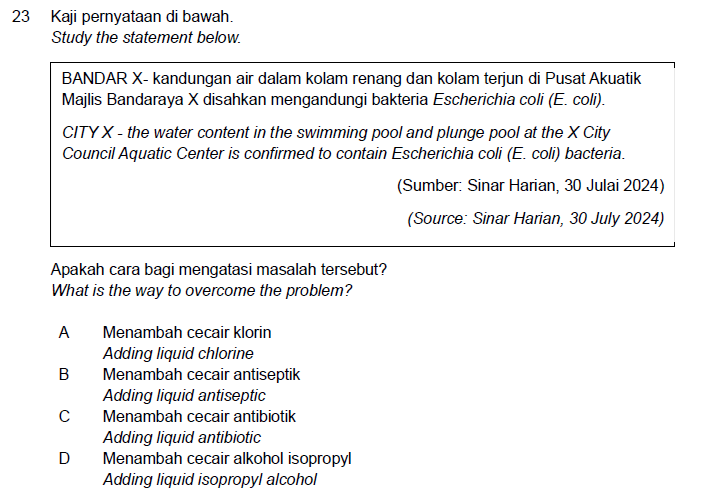 23 Kaji pernyataan di bawah.
Study the statement below.
BANDAR X- kandungan air dalam kolam renang dan kolam terjun di Pusat Akuatik
Majlis Bandaraya X disahkan mengandungi bakteria Escherichia coli (E. coli).
CITY X - the water content in the swimming pool and plunge pool at the X City
Council Aquatic Center is confirmed to contain Escherichia coli (E. coli) bacteria.
(Sumber: Sinar Harian, 30 Julai 2024)
(Source: Sinar Harian, 30 July 2024)
Apakah cara bagi mengatasi masalah tersebut?
What is the way to overcome the problem?
A Menambah cecair klorin
Adding liquid chlorine
B Menambah cecair antiseptik
Adding liquid antiseptic
C Menambah cecair antibiotik
Adding liquid antibiotic
D Menambah cecair alkohol isopropyl
Adding liquid isopropyl alcohol